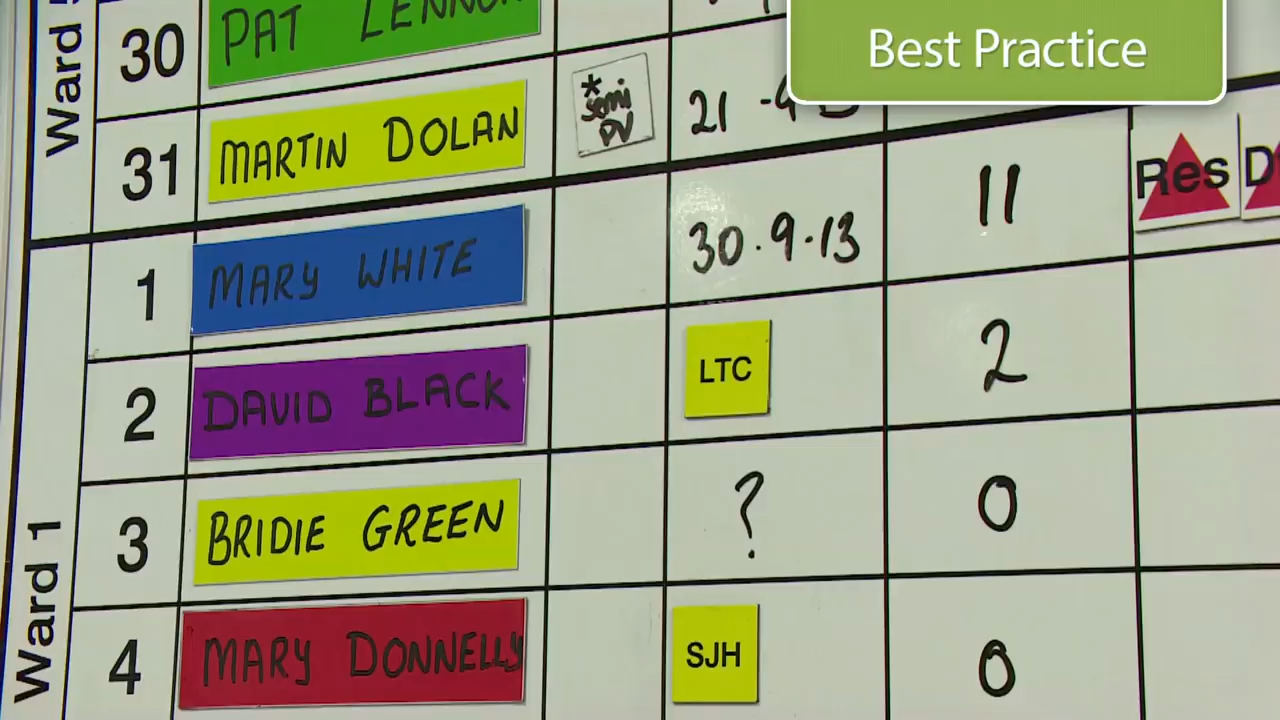 Best Practice
Ward
30 PAT
31 MARTIN DOLAN * semi PV 21
11 Res
Ward 1
1 MARY WHITE 30.9.13
2 DAVID BLACK LTC 2
3 BRIDIE GREEN ? 0
4 MARY DONNELLY SJH 0